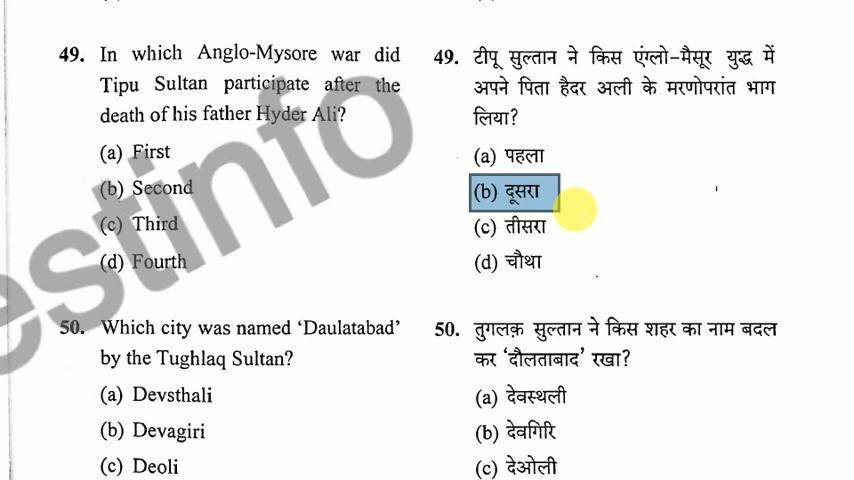 49. In which Anglo-Mysore war did
Tipu Sultan participate after the
death of his father Hyder Ali?
(a) First
(b) Second
(c) Third
(d) Fourth
50. Which city was named ‘Daulatabad’
by the Tughlaq Sultan?
(a) Devsthali
(b) Devagiri
(c) Deoli
49. टीपू सुल्तान ने किस एंग्लो-मैसूर युद्ध में
अपने पिता हैदर अली के मरणोपरांत भाग
लिया?
(a) पहला
(b) दूसरा
(c) तीसरा
(d) चौथा
50. तुगलक़ सुल्तान ने किस शहर का नाम बदल
कर ‘दौलताबाद’ रखा?
(a) देवस्थली
(b) देवगिरि
(c) देओली
estinfo